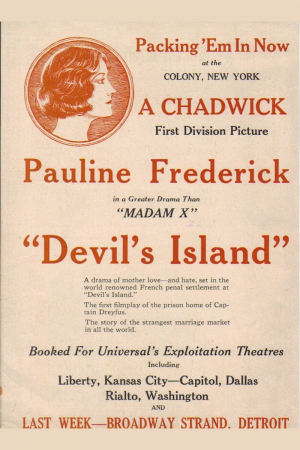 Packing 'Em In Now
at the
COLONY, NEW YORK
A CHADWICK
First Division Picture
Pauline Frederick
in a Greater Drama Than
"MADAM X"
"Devil's Island"
A drama of mother love—and hate, set in the
world renowned French penal settlement at
"Devil's Island."
The first filmplay of the prison home of Cap-
tain Dreyfus.
The story of the strangest marriage market
in all the world.
Booked For Universal's Exploitation Theatres
Including
Liberty, Kansas City—Capitol, Dallas
Rialto, Washington
AND
LAST WEEK—BROADWAY STRAND, DETROIT